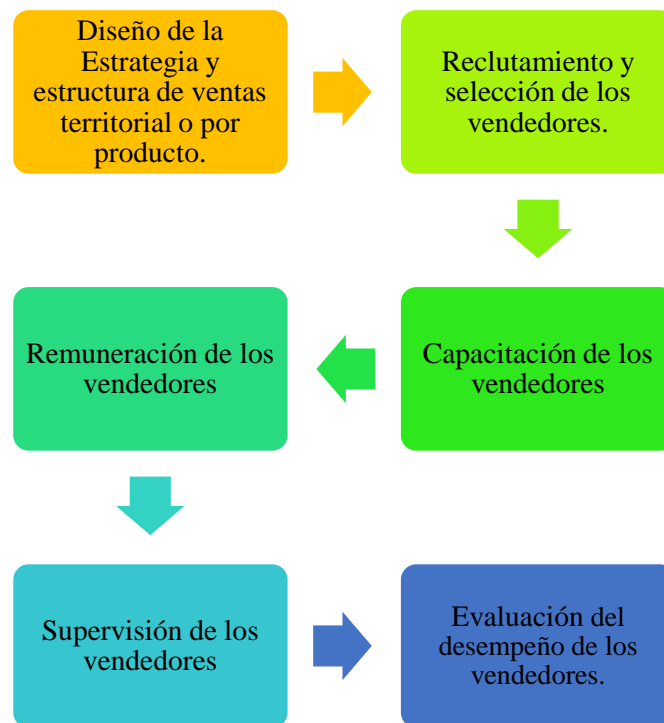 Diseño de la
Estrategia y
estructura de ventas
territorial o por
producto.
Reclutamiento y
selección de los
vendedores.
Capacitación de los
vendedores
Remuneración de los
vendedores
Supervisión de los
vendedores
Evaluación del
desempeño de los
vendedores.